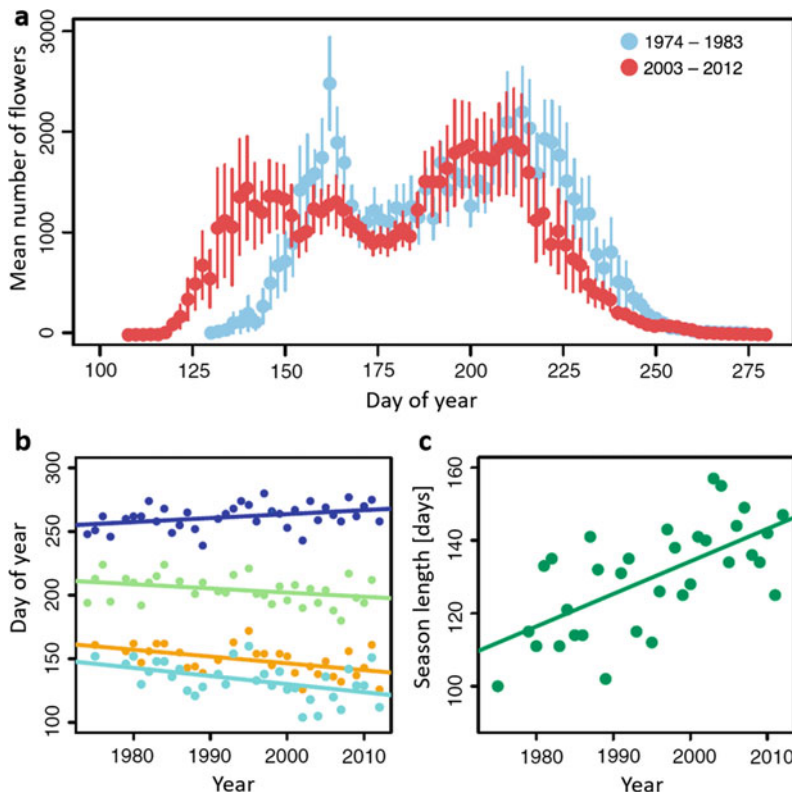 a
Mean number of flowers
3000
2000
1000
0
1974 – 1983
2003 – 2012
100 125 150 175 200 225 250 275
Day of year
b
Day of year
300
250
200
150
100
1980 1990 2000 2010
Year
c
Season length [days]
160
140
120
100
1980 1990 2000 2010
Year